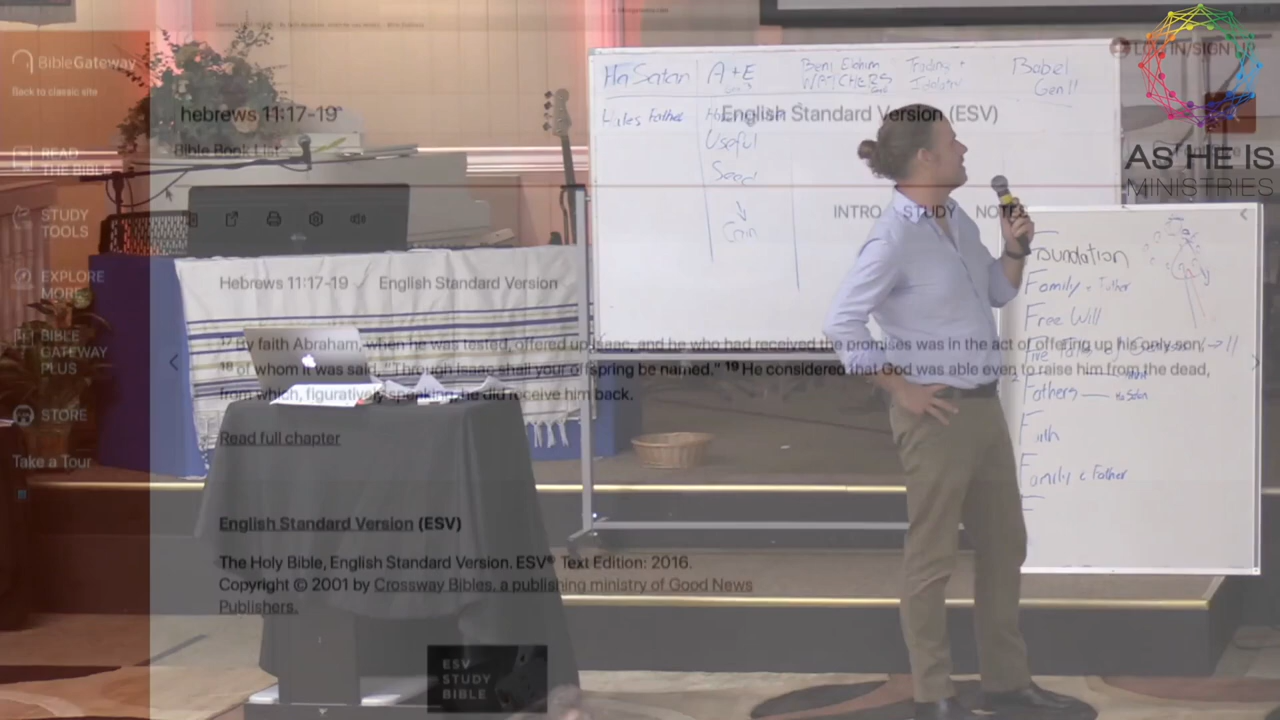 BibleGateway
Back to classic site
READ
THE BIBLE
STUDY
TOOLS
EXPLORE
MORE
BIBLE
GATEWAY
PLUS
STORE
Take a Tour
hebrews 11:17-19
Bible Book List
English Standard Version (ESV)
LOG IN/SIGN UP
INTRO STUDY NOTES
Hebrews 11:17-19 English Standard Version
17 By faith Abraham, when he was tested, offered up Isaac, and he who had received the promises was in the act of offering up his only son,
18 of whom it was said, “Through Isaac shall your offspring be named.” 19 He considered that God was able even to raise him from the dead,
from which, figuratively speaking, he did receive him back.
Read full chapter
English Standard Version (ESV)
The Holy Bible, English Standard Version. ESV® Text Edition: 2016.
Copyright © 2001 by Crossway Bibles, a publishing ministry of Good News
Publishers.
ESV
STUDY
BIBLE
Ha Satan
A + E
Beni Elohim
WATCHERS
Babel
Gen 11
Hates Father
Useful
Seed
Cain
AS HE IS
MINISTRIES
Foundation
Family + Father
Free Will
Fathers
Faith
Family & Father